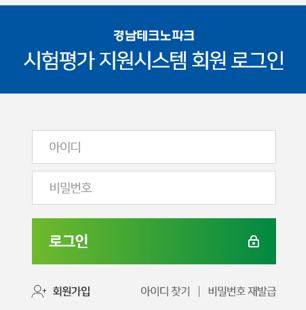 경남테크노파크
시험평가 지원시스템 회원 로그인
아이디
비밀번호
로그인
회원가입 아이디 찾기 | 비밀번호 재발급